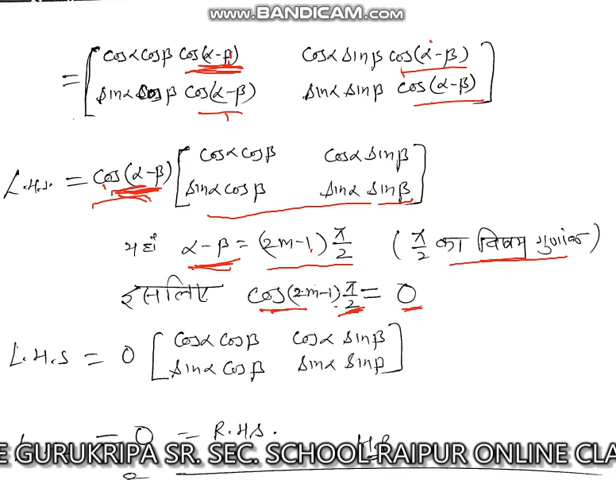 www.BANDICAM.com
= [ cosα cosβ cos(α-β) cosα sinβ cos(α-β)
sinα cosβ cos(α-β) sinα sinβ cos(α-β) ]
L.H.S. = cos(α-β) [ cosα cosβ cosα sinβ
sinα cosβ sinα sinβ ]
यहाँ α-β = (2m-1) π/2 (π/2 का विषम गुणांक)
इसलिए cos(2m-1) π/2 = 0
L.H.S = 0 [ cosα cosβ cosα sinβ
sinα cosβ sinα sinβ ]
= 0 = R.H.S.
E GURUKRIPA SR. SEC. SCHOOL RAIPUR ONLINE CLA